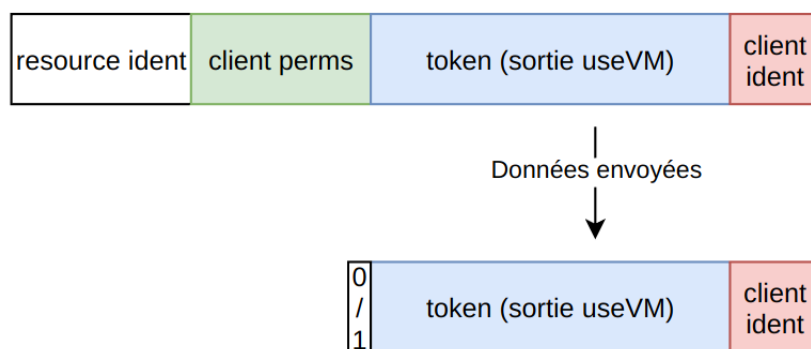 resource ident client perms token (sortie useVM) client
ident
Données envoyées
0
/
1
token (sortie useVM)
client
ident